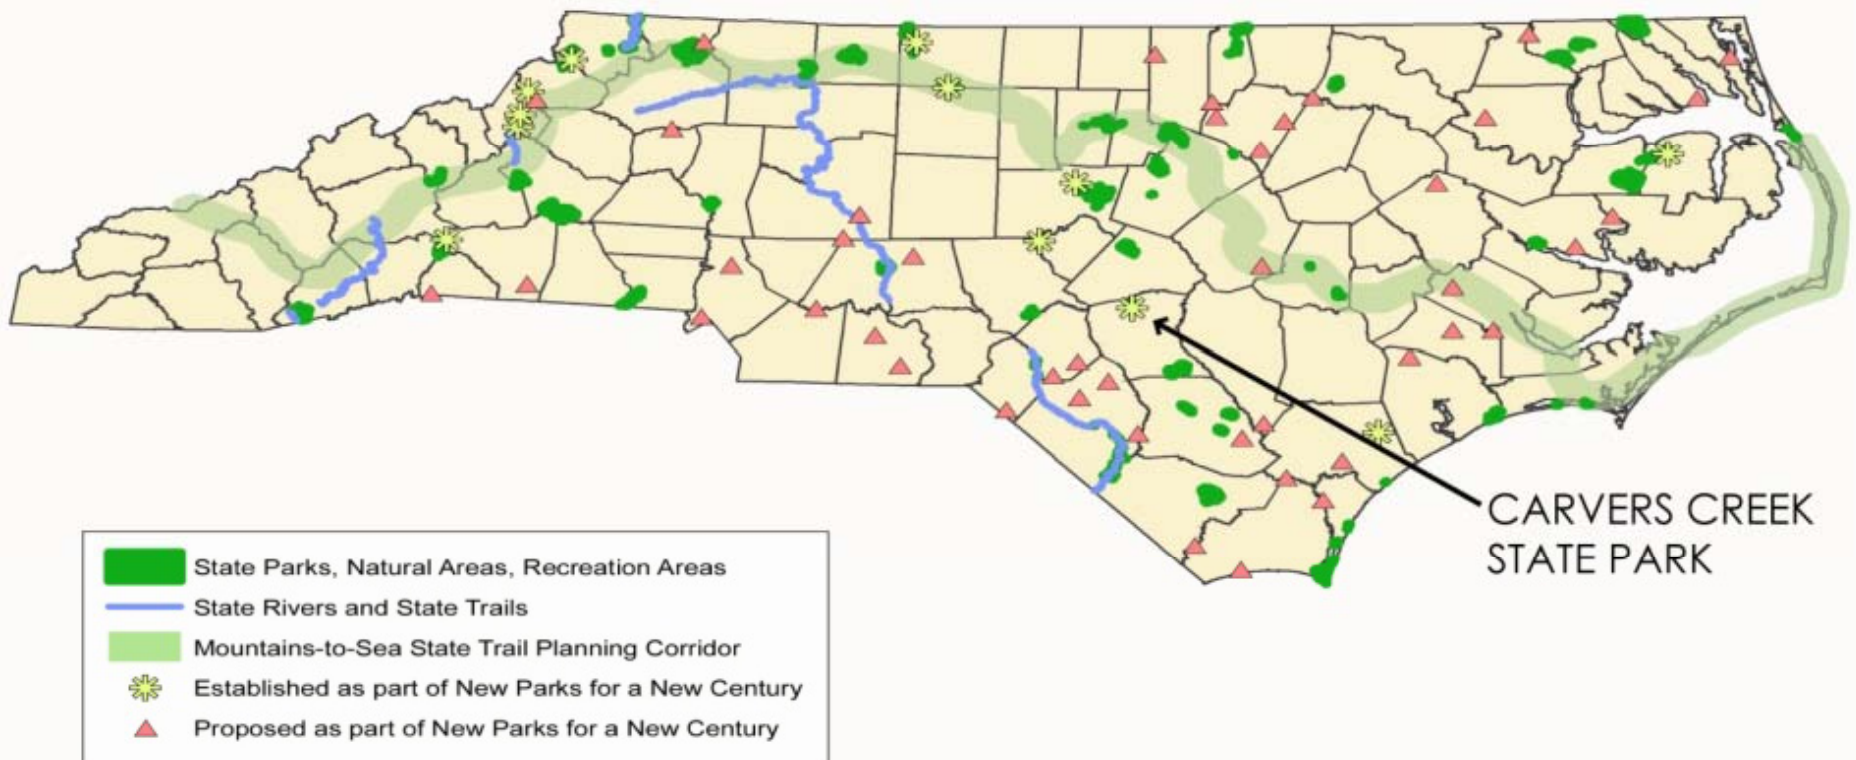 CARVERS CREEK
STATE PARK
State Parks, Natural Areas, Recreation Areas
State Rivers and State Trails
Mountains-to-Sea State Trail Planning Corridor
Established as part of New Parks for a New Century
Proposed as part of New Parks for a New Century